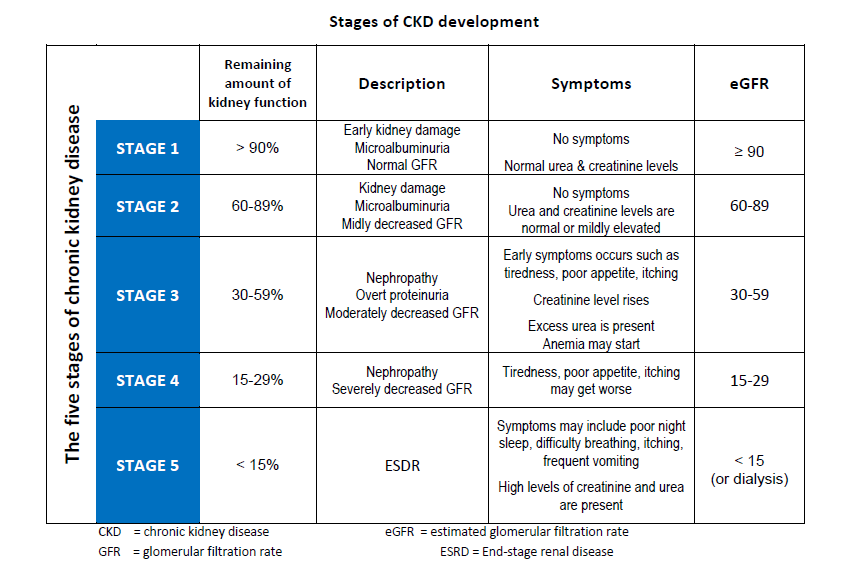 Stages of CKD development
The five stages of chronic kidney disease
Remaining
amount of
kidney function
Description
Symptoms
eGFR
STAGE 1
> 90%
Early kidney damage
Microalbuminuria
Normal GFR
No symptoms
Normal urea & creatinine levels
≥ 90
STAGE 2
60-89%
Kidney damage
Microalbuminuria
Midly decreased GFR
No symptoms
Urea and creatinine levels are
normal or mildly elevated
60-89
STAGE 3
30-59%
Nephropathy
Overt proteinuria
Moderately decreased GFR
Early symptoms occurs such as
tiredness, poor appetite, itching
Creatinine level rises
Excess urea is present
Anemia may start
30-59
STAGE 4
15-29%
Nephropathy
Severely decreased GFR
Tiredness, poor appetite, itching
may get worse
15-29
STAGE 5
< 15%
ESDR
Symptoms may include poor night
sleep, difficulty breathing, itching,
frequent vomiting
High levels of creatinine and urea
are present
< 15
(or dialysis)
CKD = chronic kidney disease
eGFR = estimated glomerular filtration rate
GFR = glomerular filtration rate
ESRD = End-stage renal disease